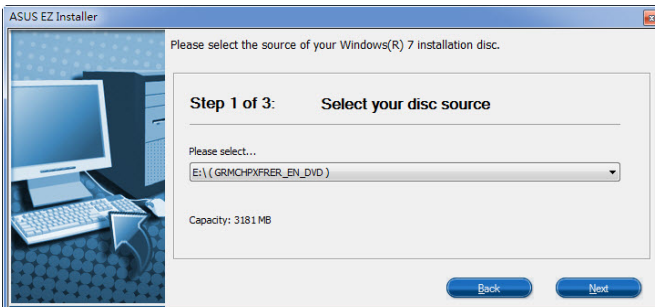 ASUS EZ Installer
Please select the source of your Windows(R) 7 installation disc.
Step 1 of 3: Select your disc source
Please select...
E:\ ( GRMCHPXFRER_EN_DVD )
Capacity: 3181 MB
Back Next